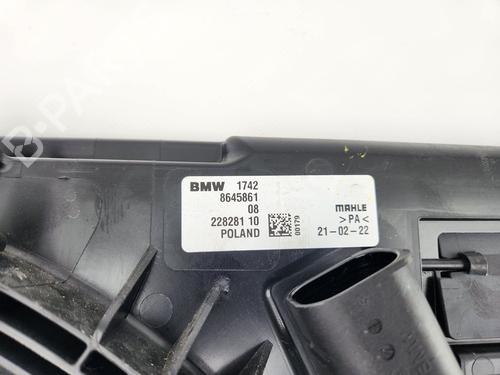 BMW 1742
8645861
08
228281 10
POLAND
00179
MAHLE
>PA<
21-02-22